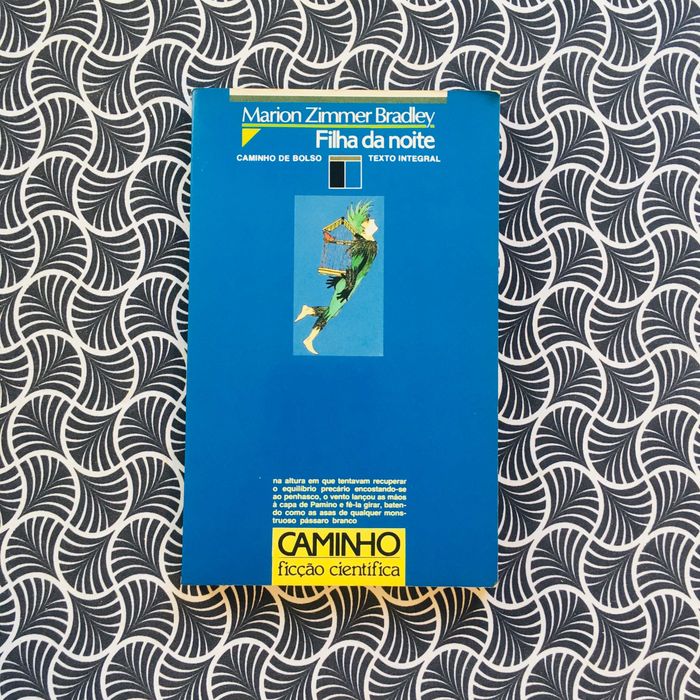 Marion Zimmer Bradley
Filha da noite
CAMINHO DE BOLSO TEXTO INTEGRAL
na altura em que tentavam recuperar
o equilíbrio precário encostando-se
ao penhasco, o vento lançou as mãos
à capa de Pamino e fê-la girar, baten-
do como as asas de qualquer mons-
truoso pássaro branco
CAMINHO
ficção científica